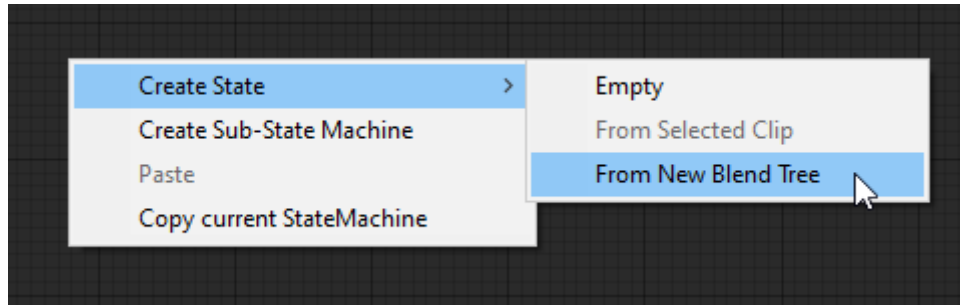 Create State
Create Sub-State Machine
Paste
Copy current StateMachine
Empty
From Selected Clip
From New Blend Tree